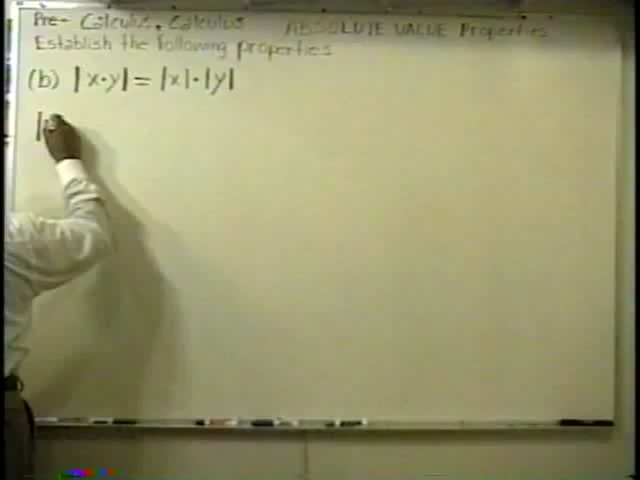 Pre- Calculus, Calculus ABSOLUTE VALUE Properties
Establish the following properties
(b) |x·y| = |x|·|y|
|